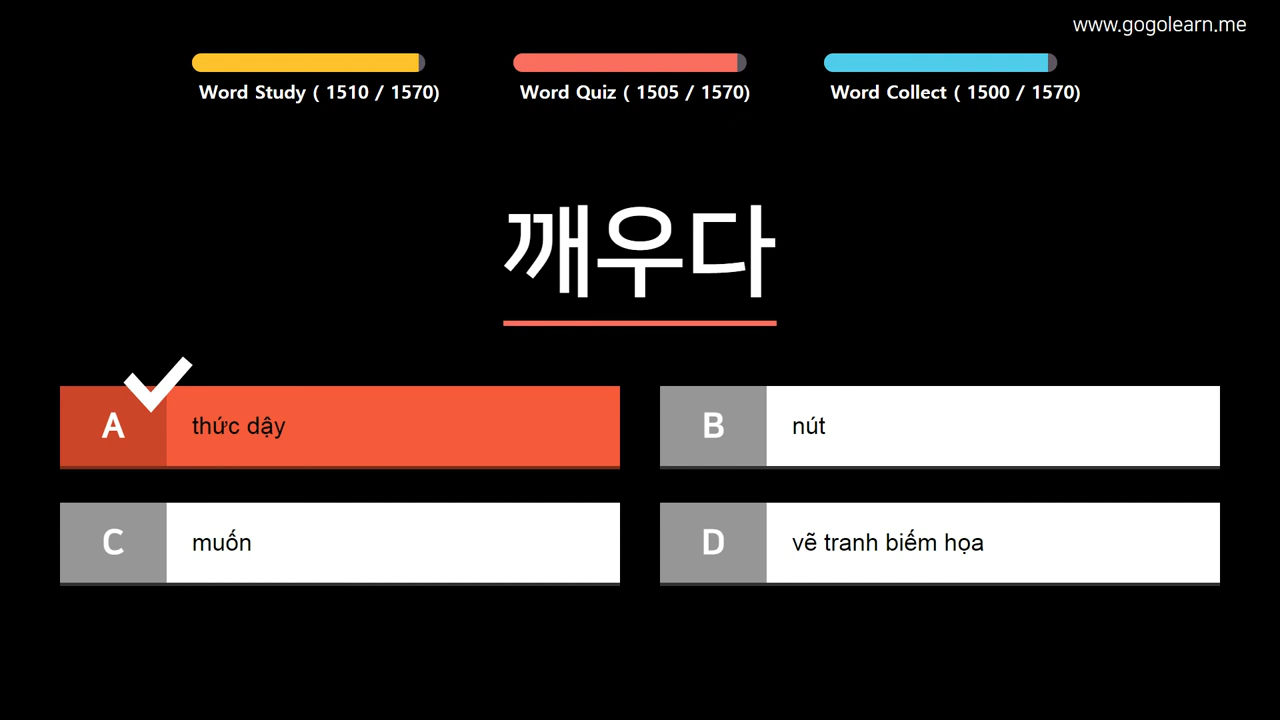 www.gogolearn.me
Word Study ( 1510 / 1570)
Word Quiz ( 1505 / 1570)
Word Collect ( 1500 / 1570)
깨우다
A thức dậy
B nút
C muốn
D vẽ tranh biếm họa